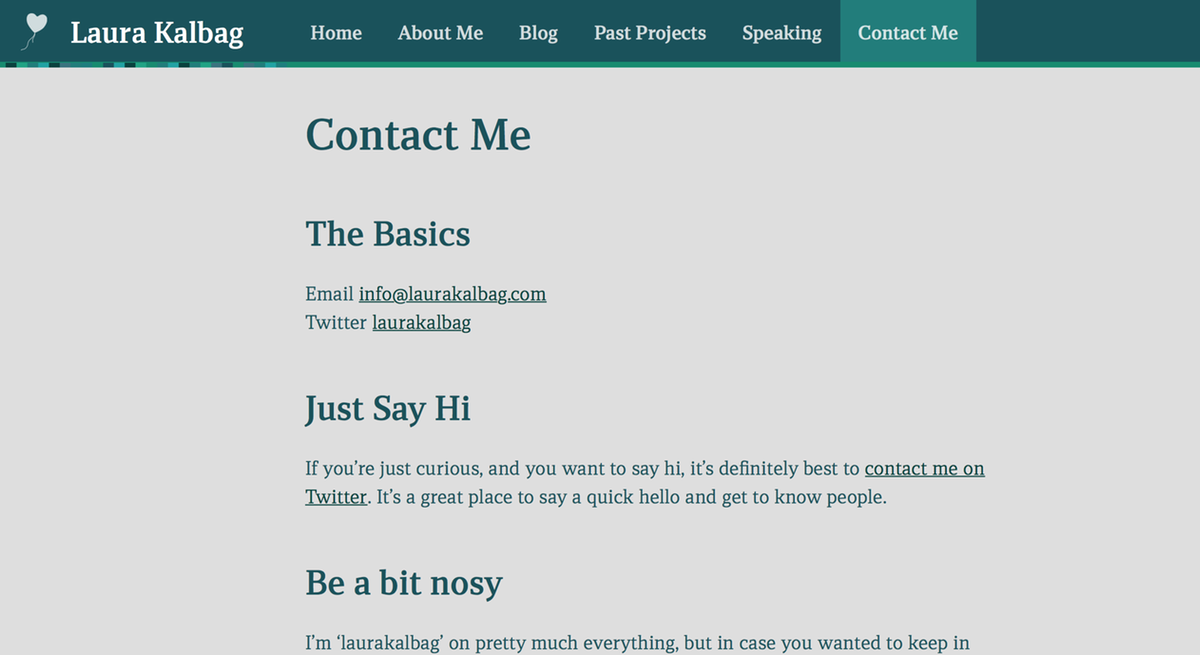 Laura Kalbag Home About Me Blog Past Projects Speaking Contact Me
Contact Me
The Basics
Email info@laurakalbag.com
Twitter laurakalbag
Just Say Hi
If you’re just curious, and you want to say hi, it’s definitely best to contact me on
Twitter. It’s a great place to say a quick hello and get to know people.
Be a bit nosy
I’m ‘laurakalbag’ on pretty much everything, but in case you wanted to keep in